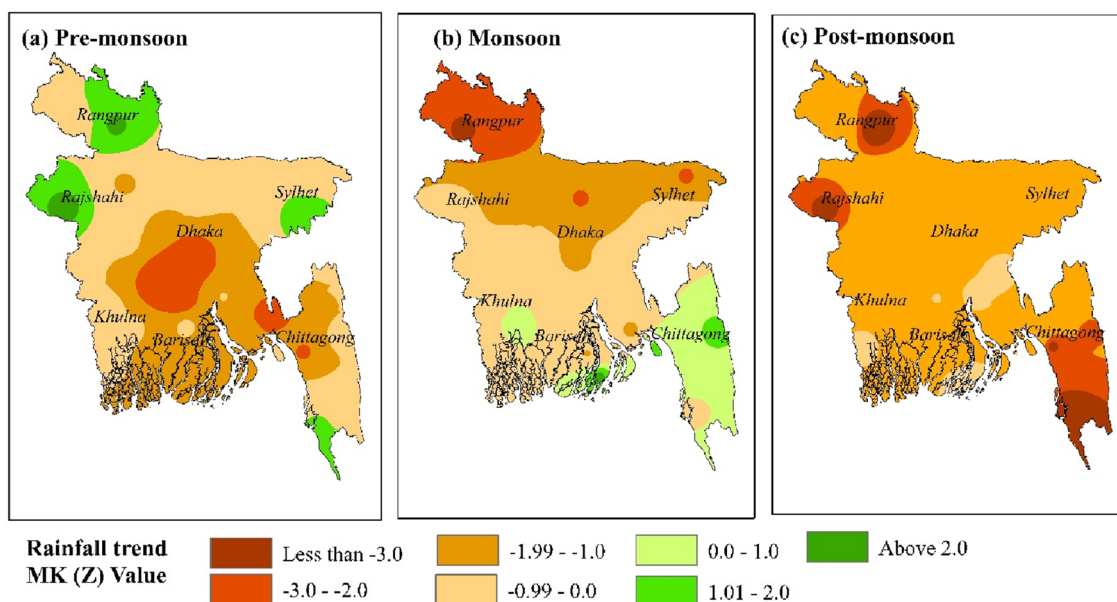 (a) Pre-monsoon
Rangpur
Rajshahi
Sylhet
Dhaka
Khulna
Barisal
Chittagong
(b) Monsoon
Rangpur
Rajshahi
Sylhet
Dhaka
Khulna
Barisal
Chittagong
(c) Post-monsoon
Rangpur
Rajshahi
Sylhet
Dhaka
Khulna
Barisal
Chittagong
Rainfall trend
MK (Z) Value
Less than -3.0
-3.0 - -2.0
-1.99 - -1.0
-0.99 - 0.0
0.0 - 1.0
1.01 - 2.0
Above 2.0